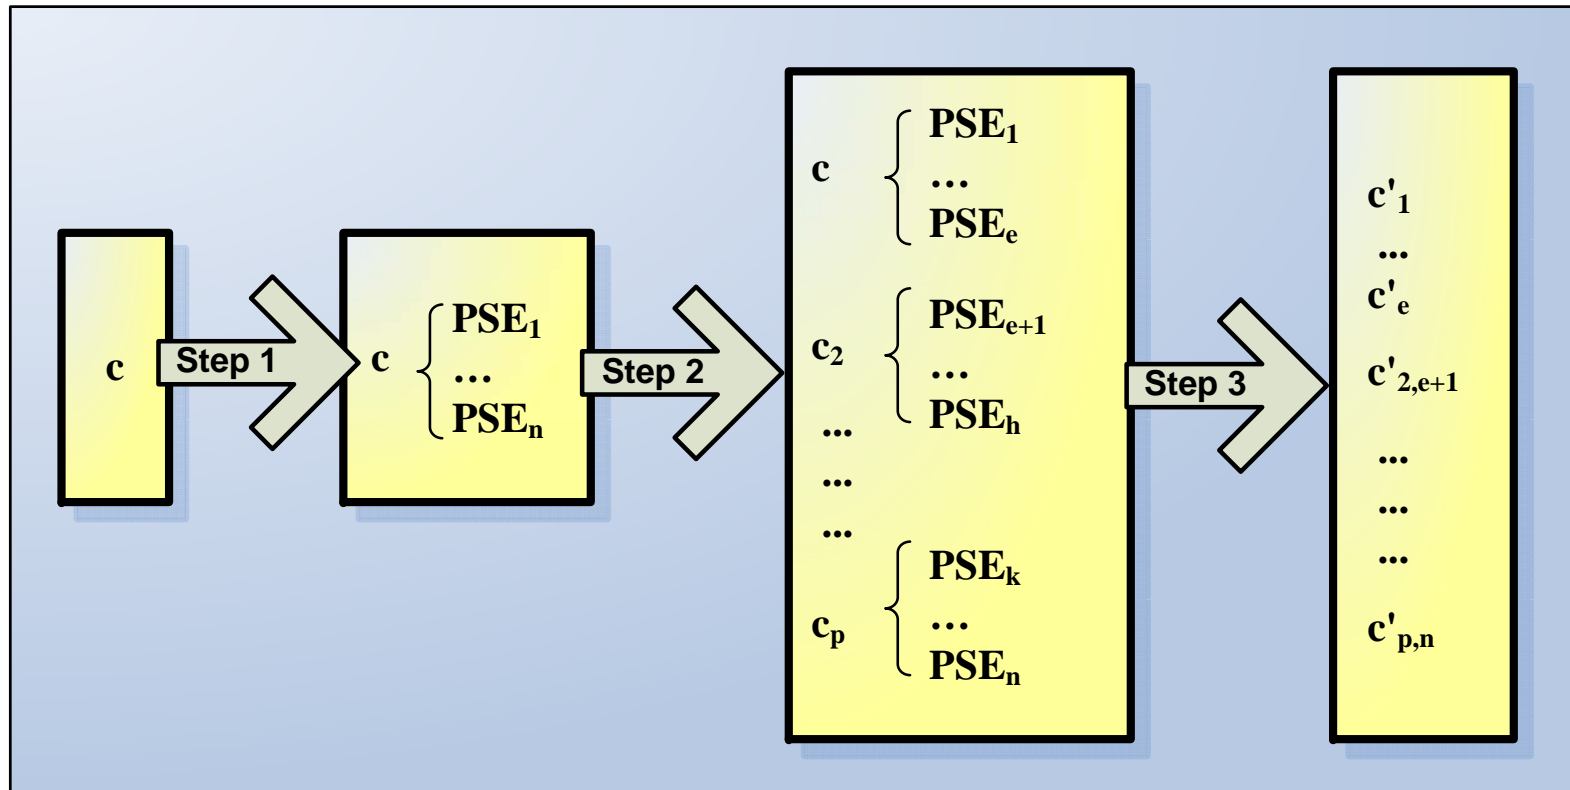 c
Step 1
c
PSE₁
...
PSEₙ
Step 2
c
PSE₁
...
PSEₑ
c₂
PSEₑ₊₁
...
PSEₕ
...
...
...
cₚ
PSEₖ
...
PSEₙ
Step 3
c'₁
...
c'ₑ
c'₂,ₑ₊₁
...
...
...
c'ₚ,ₙ